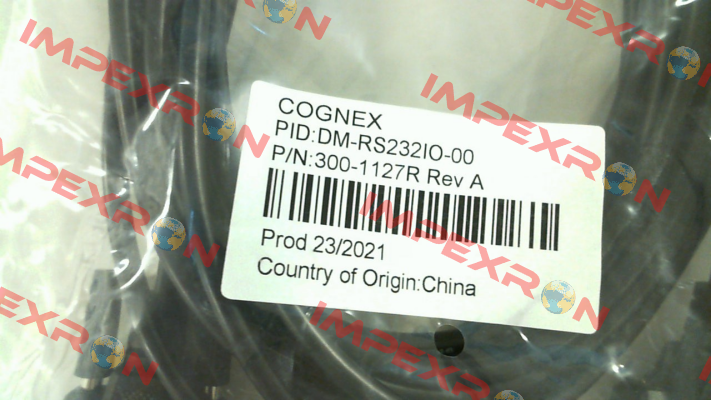 COGNEX
PID:DM-RS232IO-00
P/N:300-1127R Rev A
Prod 23/2021
Country of Origin:China
IMPEXRON
IMPEXRON
IMPEXRON
IMPEXRON
IMPEXRON
IMPEXRON